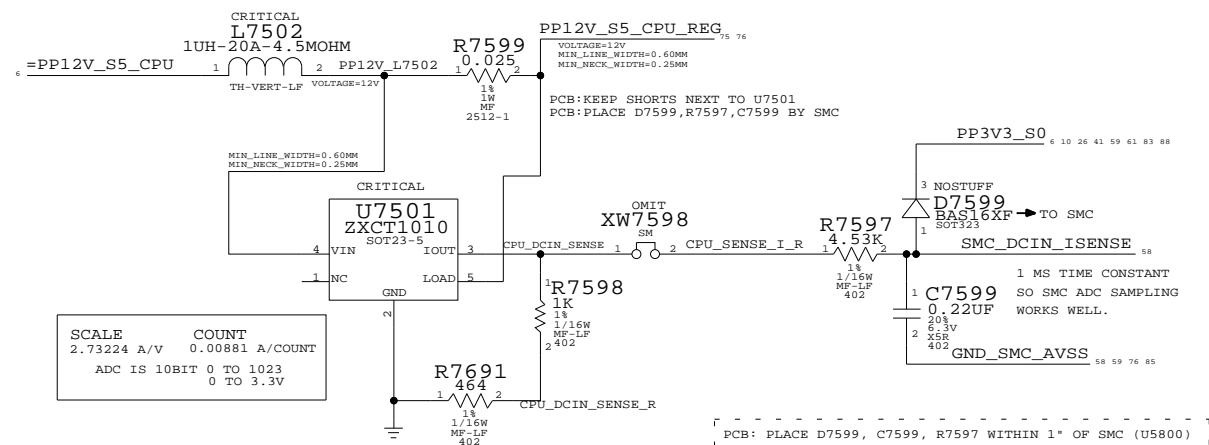 CRITICAL
L7502
1UH-20A-4.5MOHM
6 =PP12V_S5_CPU
1 2
TH-VERT-LF
PP12V_L7502
VOLTAGE=12V
R7599
0.025
1 2
1%
1W
MF
2512-1
PP12V_S5_CPU_REG 75 76
VOLTAGE=12V
MIN_LINE_WIDTH=0.60MM
MIN_NECK_WIDTH=0.25MM
PCB:KEEP SHORTS NEXT TO U7501
PCB:PLACE D7599,R7597,C7599 BY SMC
MIN_LINE_WIDTH=0.60MM
MIN_NECK_WIDTH=0.25MM
CRITICAL
U7501
ZXCT1010
SOT23-5
4 VIN IOUT 3
1 NC LOAD 5
GND
2
CPU_DCIN_SENSE
OMIT
XW7598
SM
1 2
CPU_SENSE_I_R
R7597
4.53K
1 2
1%
1/16W
MF-LF
402
PP3V3_S0
6 10 26 41 59 61 83 88
3 NOSTUFF
D7599
BAS16XF
SOT323
1
TO SMC
SMC_DCIN_ISENSE 58
1 MS TIME CONSTANT
SO SMC ADC SAMPLING
WORKS WELL.
1 C7599
0.22UF
20%
6.3V
2 X5R
402
GND_SMC_AVSS 58 59 76 85
1 R7598
1K
1%
1/16W
MF-LF
2 402
SCALE COUNT
2.73224 A/V 0.00881 A/COUNT
ADC IS 10BIT 0 TO 1023
0 TO 3.3V
R7691
464
1 2
1%
1/16W
MF-LF
402
CPU_DCIN_SENSE_R
PCB: PLACE D7599, C7599, R7597 WITHIN 1" OF SMC (U5800)